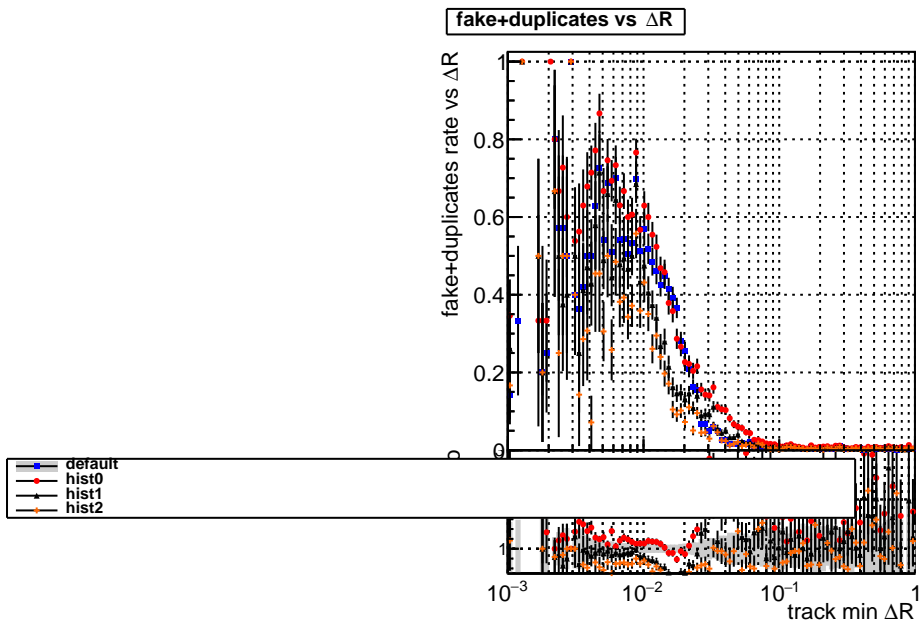 fake+duplicates vs ΔR
fake+duplicates rate vs ΔR
1
0.8
0.6
0.4
0.2
0
default
hist0
hist1
hist2
1
10⁻³ 10⁻² 10⁻¹ 1
track min ΔR